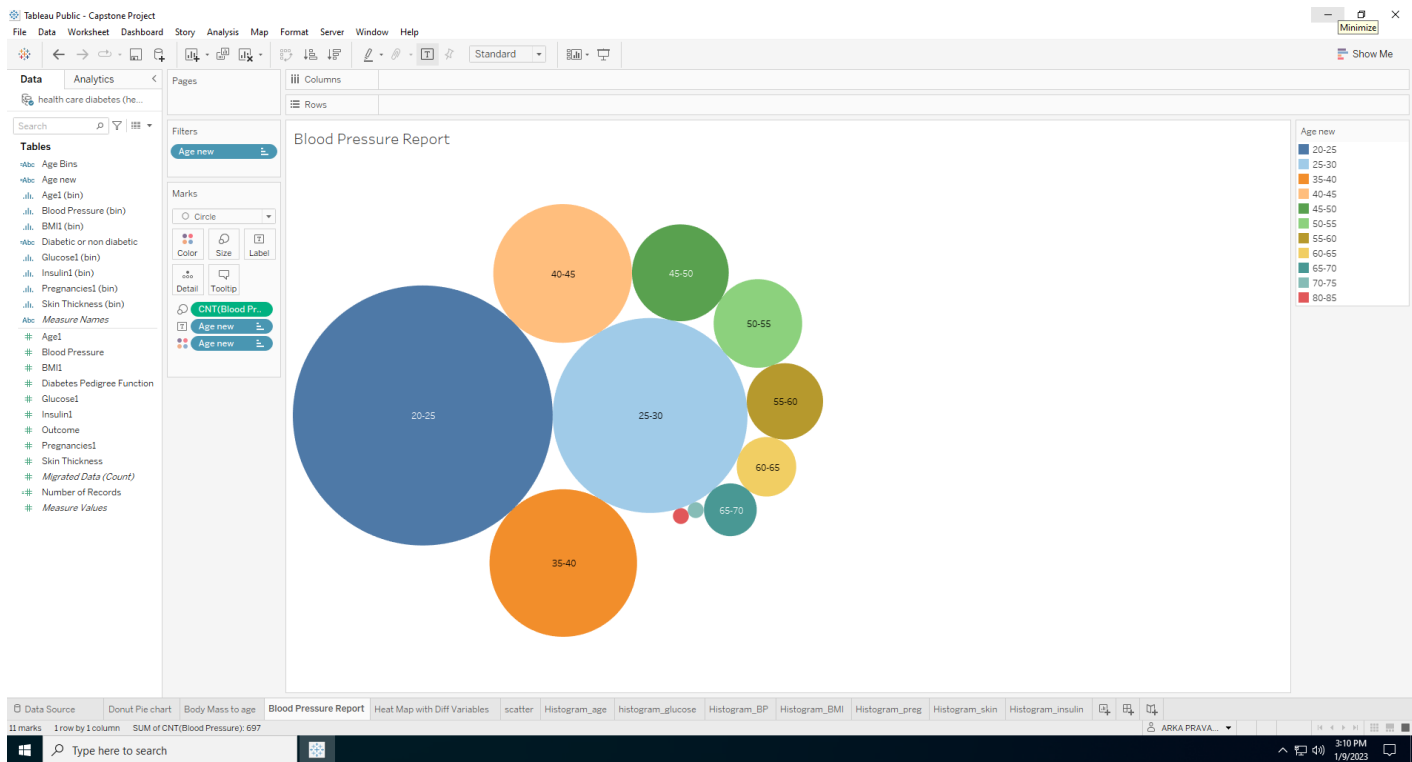 Tableau Public - Capstone Project
Minimize
File Data Worksheet Dashboard Story Analysis Map Format Server Window Help
Standard
Show Me
Data Analytics
health care diabetes (he...
Search
Tables
Abc Age Bins
Abc Age new
Age1 (bin)
Blood Pressure (bin)
BMI1 (bin)
Abc Diabetic or non diabetic
Glucose1 (bin)
Insulin1 (bin)
Pregnancies1 (bin)
Skin Thickness (bin)
Abc Measure Names
# Age1
# Blood Pressure
# BMI1
# Diabetes Pedigree Function
# Glucose1
# Insulin1
# Outcome
# Pregnancies1
# Skin Thickness
# Migrated Data (Count)
=# Number of Records
# Measure Values
Pages
Filters
Age new
Marks
Circle
Color Size Label
Detail Tooltip
CNT(Blood Pr..
Age new
Age new
Columns
Rows
Blood Pressure Report
40-45
45-50
50-55
55-60
20-25
25-30
60-65
65-70
35-40
Age new
20-25
25-30
35-40
40-45
45-50
50-55
55-60
60-65
65-70
70-75
80-85
Data Source Donut Pie chart Body Mass to age Blood Pressure Report Heat Map with Diff Variables scatter Histogram_age histogram_glucose Histogram_BP Histogram_BMI Histogram_preg Histogram_skin Histogram_insulin
11 marks 1 row by 1 column SUM of CNT(Blood Pressure): 697
ARKA PRAVA...
Type here to search
3:10 PM
1/9/2023